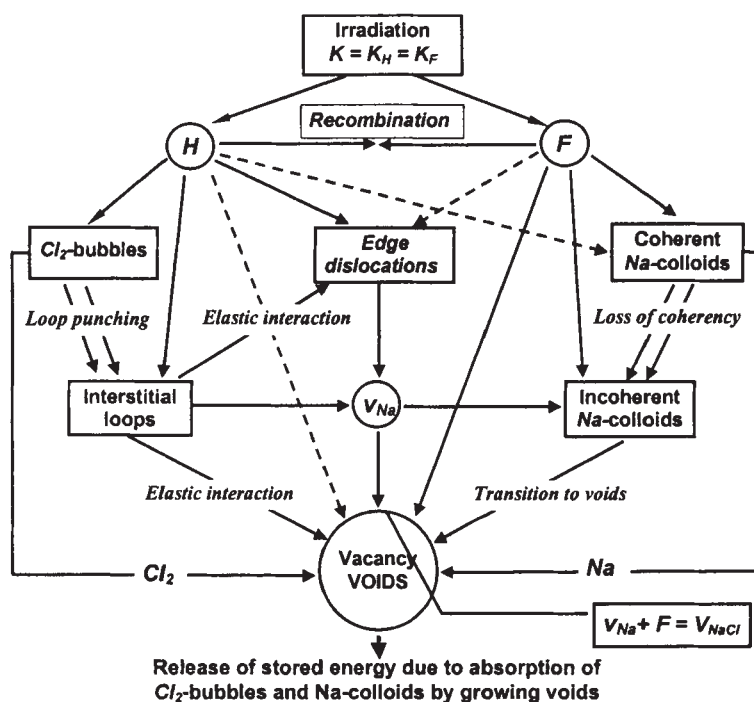 Irradiation
K = K_H = K_F
Recombination
H
F
Cl₂-bubbles
Edge
dislocations
Coherent
Na-colloids
Loop punching
Elastic interaction
Loss of coherency
Interstitial
loops
v_Na
Incoherent
Na-colloids
Elastic interaction
Transition to voids
Vacancy
VOIDS
Cl₂
Na
v_Na + F = V_NaCl
Release of stored energy due to absorption of
Cl₂-bubbles and Na-colloids by growing voids